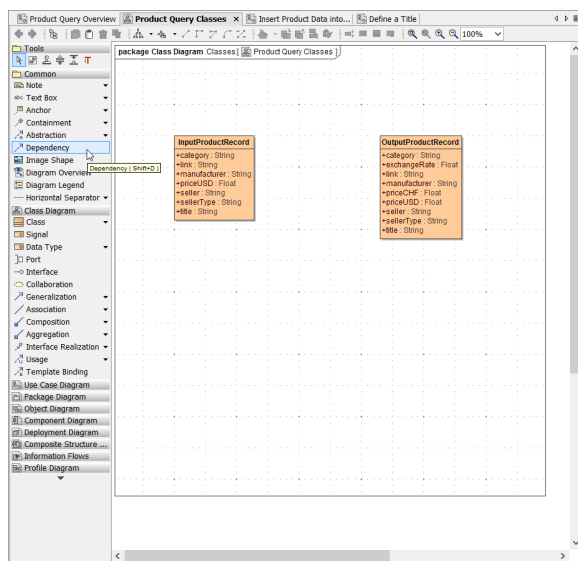 Product Query Overview
Product Query Classes ×
Insert Product Data into...
Define a Title
100%
Tools
package Class Diagram Classes [ Product Query Classes ]
Common
Note
abc Text Box
Anchor
Containment
Abstraction
Dependency
Image Shape
Diagram Overview
Dependency ( Shift+D )
Diagram Legend
Horizontal Separator
Class Diagram
Class
Signal
Data Type
Port
Interface
Collaboration
Generalization
Association
Composition
Aggregation
Interface Realization
Usage
Template Binding
Use Case Diagram
Package Diagram
Object Diagram
Component Diagram
Deployment Diagram
Composite Structure ...
Information Flows
Profile Diagram
InputProductRecord
+category : String
+link : String
+manufacturer : String
+priceUSD : Float
+seller : String
+sellerType : String
+title : String
OutputProductRecord
+category : String
+exchangeRate : Float
+link : String
+manufacturer : String
+priceCHF : Float
+priceUSD : Float
+seller : String
+sellerType : String
+title : String